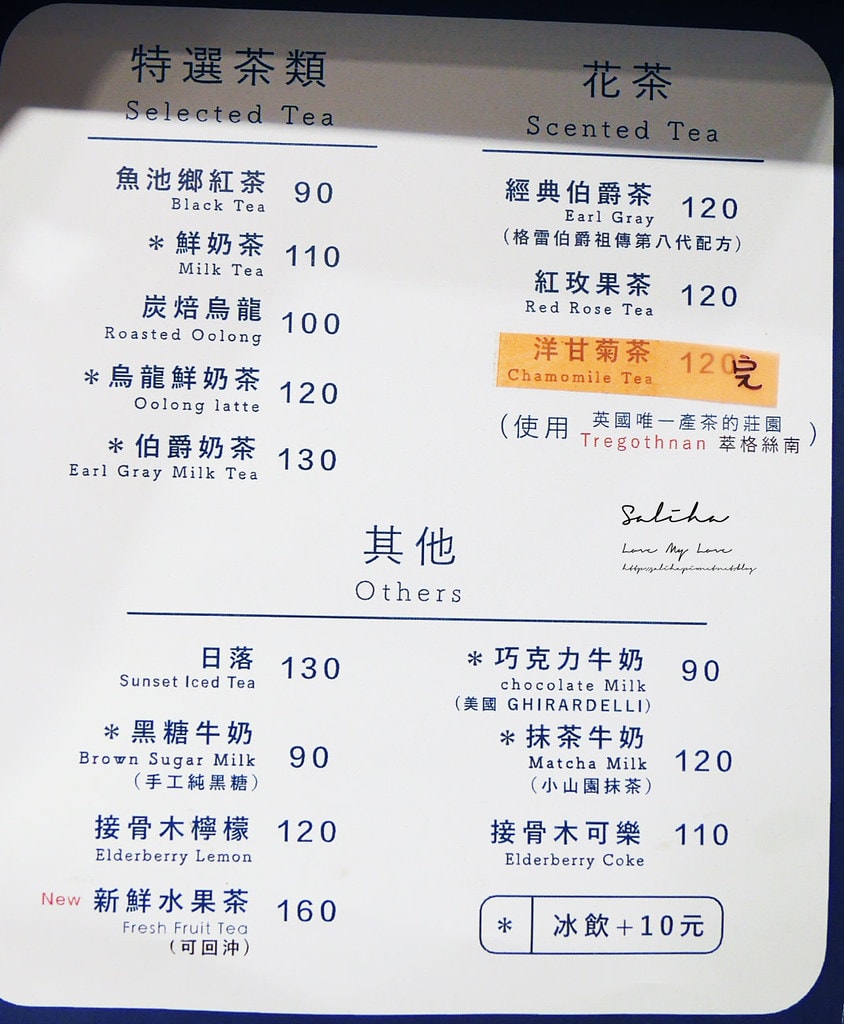 特選茶類
Selected Tea
魚池鄉紅茶 90
Black Tea
* 鮮奶茶 110
Milk Tea
炭焙烏龍 100
Roasted Oolong
* 烏龍鮮奶茶 120
Oolong latte
* 伯爵奶茶 130
Earl Gray Milk Tea
花茶
Scented Tea
經典伯爵茶 120
Earl Gray
(格雷伯爵祖傳第八代配方)
紅玫果茶 120
Red Rose Tea
洋甘菊茶 120 完
Chamomile Tea
(使用 英國唯一產茶的莊園
Tregothnan 萃格絲南)
Saliha
Love My Love
其他
Others
日落 130
Sunset Iced Tea
* 黑糖牛奶 90
Brown Sugar Milk
(手工純黑糖)
接骨木檸檬 120
Elderberry Lemon
New 新鮮水果茶 160
Fresh Fruit Tea
(可回沖)
* 巧克力牛奶 90
chocolate Milk
(美國 GHIRARDELLI)
* 抹茶牛奶 120
Matcha Milk
(小山園抹茶)
接骨木可樂 110
Elderberry Coke
* 冰飲+10元